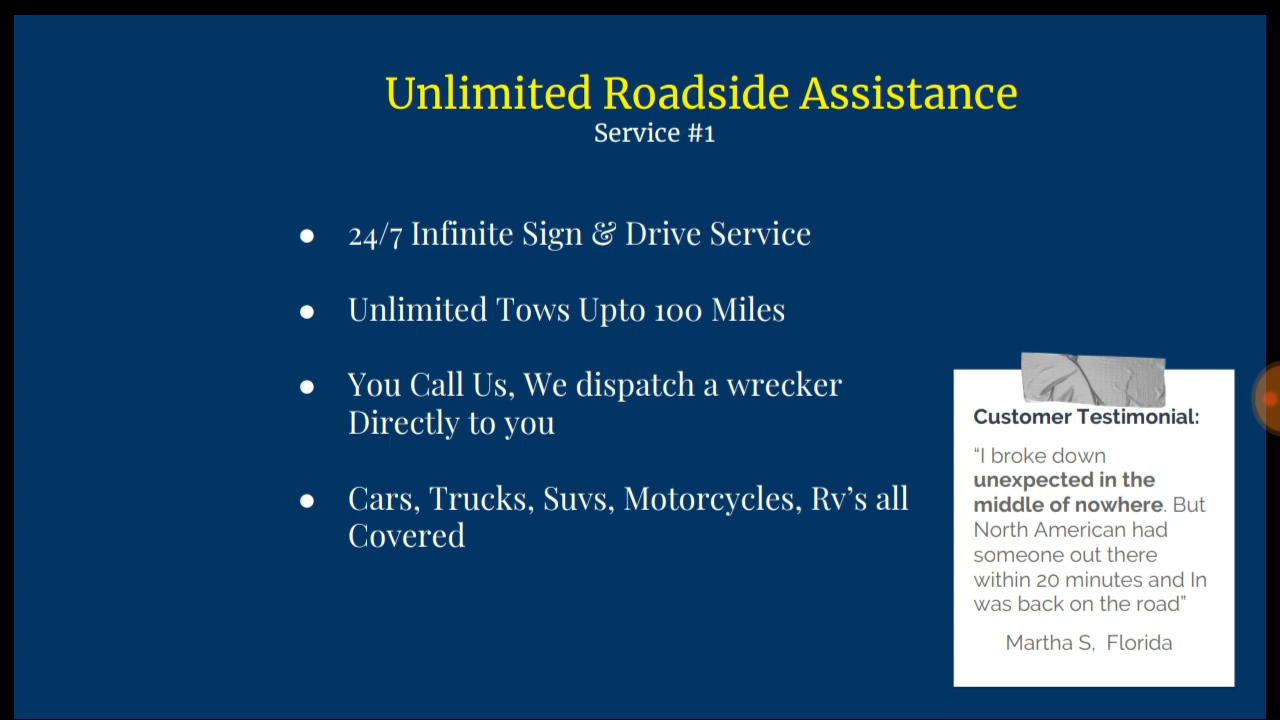 Unlimited Roadside Assistance
Service #1
● 24/7 Infinite Sign & Drive Service
● Unlimited Tows Upto 100 Miles
● You Call Us, We dispatch a wrecker
Directly to you
● Cars, Trucks, Suvs, Motorcycles, Rv’s all
Covered
Customer Testimonial:
“I broke down
unexpected in the
middle of nowhere. But
North American had
someone out there
within 20 minutes and In
was back on the road”
Martha S, Florida